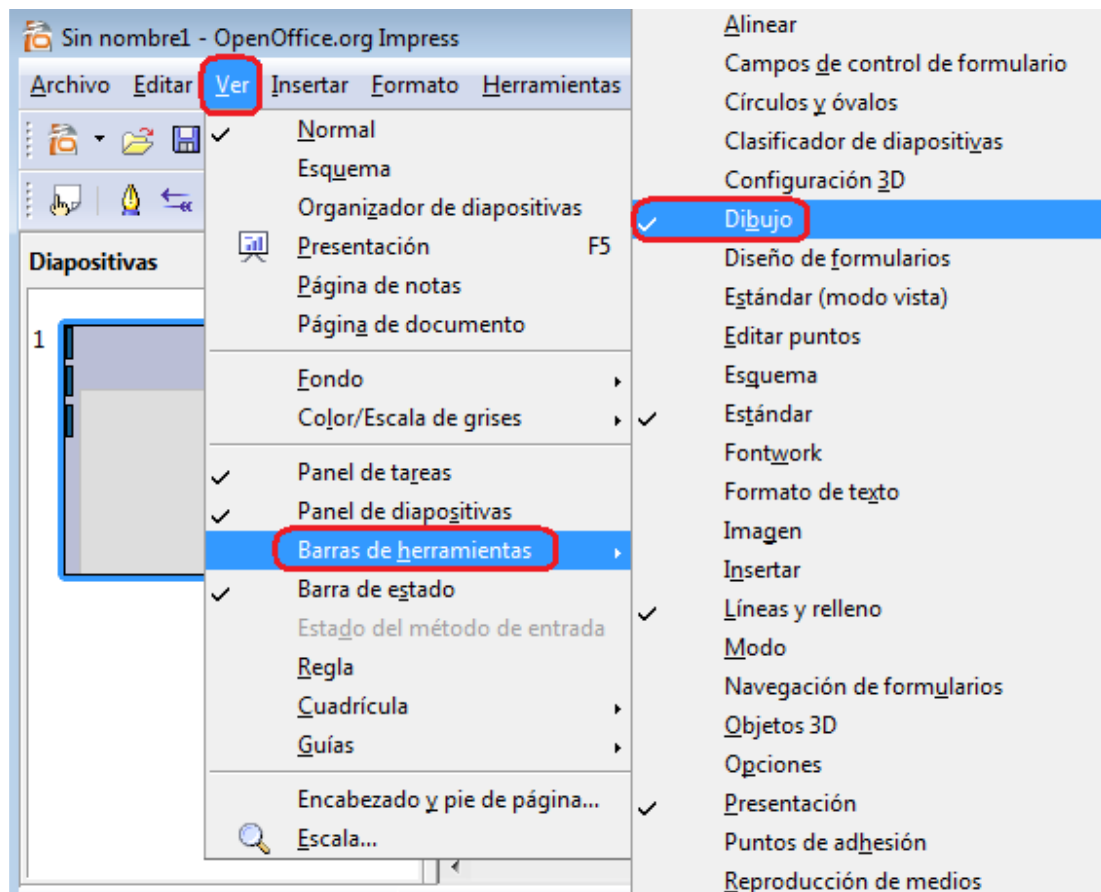 Sin nombre1 - OpenOffice.org Impress
Archivo Editar Ver Insertar Formato Herramientas
Diapositivas
1
Normal
Esquema
Organizador de diapositivas
Presentación F5
Página de notas
Página de documento
Fondo
Color/Escala de grises
Panel de tareas
Panel de diapositivas
Barras de herramientas
Barra de estado
Estado del método de entrada
Regla
Cuadrícula
Guías
Encabezado y pie de página...
Escala...
Alinear
Campos de control de formulario
Círculos y óvalos
Clasificador de diapositivas
Configuración 3D
Dibujo
Diseño de formularios
Estándar (modo vista)
Editar puntos
Esquema
Estándar
Fontwork
Formato de texto
Imagen
Insertar
Líneas y relleno
Modo
Navegación de formularios
Objetos 3D
Opciones
Presentación
Puntos de adhesión
Reproducción de medios